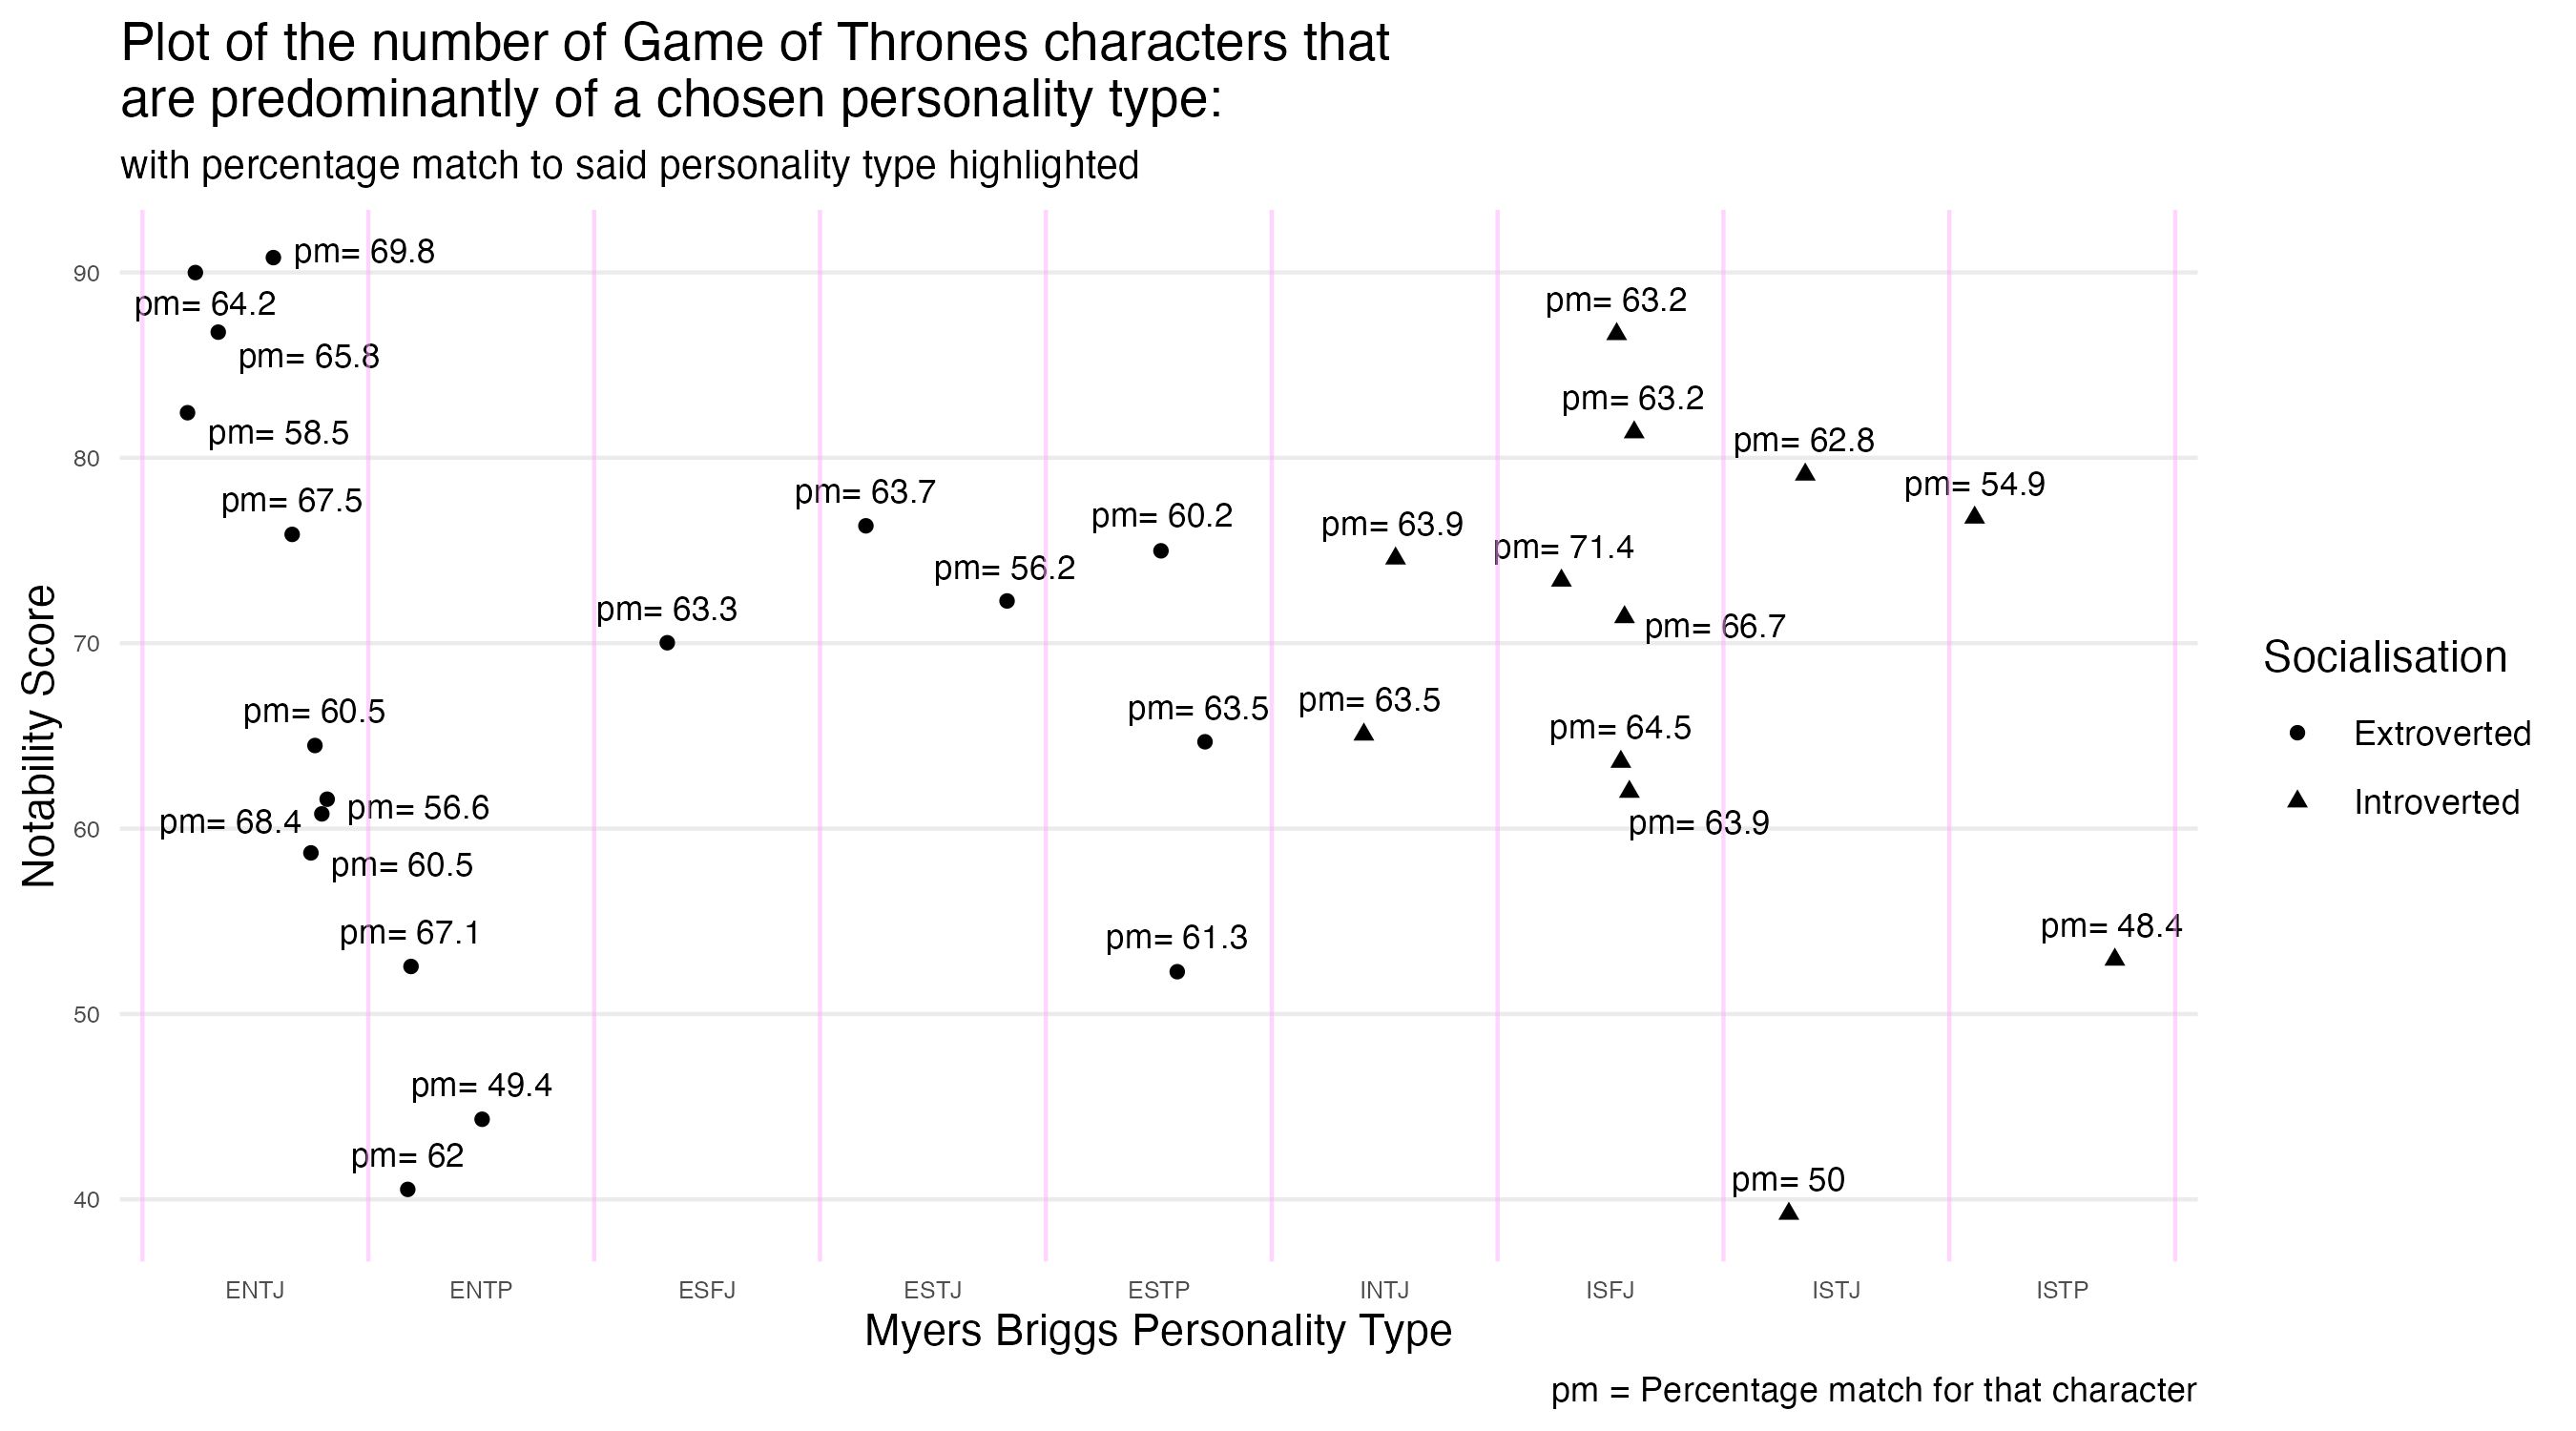 Plot of the number of Game of Thrones characters that
are predominantly of a chosen personality type:
with percentage match to said personality type highlighted
pm= 69.8
90
pm= 64.2
pm= 63.2
pm= 65.8
pm= 63.2
pm= 58.5
pm= 62.8
80
pm= 54.9
pm= 63.7
pm= 67.5
pm= 60.2
pm= 63.9
pm= 71.4
pm= 56.2
pm= 63.3
pm= 66.7
70
pm= 63.5
pm= 63.5
pm= 60.5
pm= 64.5
pm= 56.6
pm= 68.4
pm= 63.9
60
pm= 60.5
pm= 48.4
pm= 67.1
pm= 61.3
50
pm= 49.4
pm= 62
pm= 50
40
Notability Score
Socialisation
Extroverted
Introverted
ENTJ ENTP ESFJ ESTJ ESTP INTJ ISFJ ISTJ ISTP
Myers Briggs Personality Type
pm = Percentage match for that character